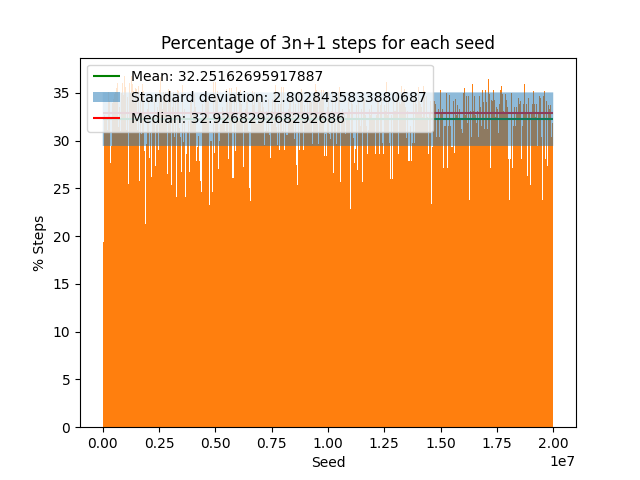 Percentage of 3n+1 steps for each seed
Mean: 32.25162695917887
Standard deviation: 2.8028435833880687
Median: 32.926829268292686
35
30
25
20
15
10
5
0
% Steps
0.00 0.25 0.50 0.75 1.00 1.25 1.50 1.75 2.00
1e7
Seed